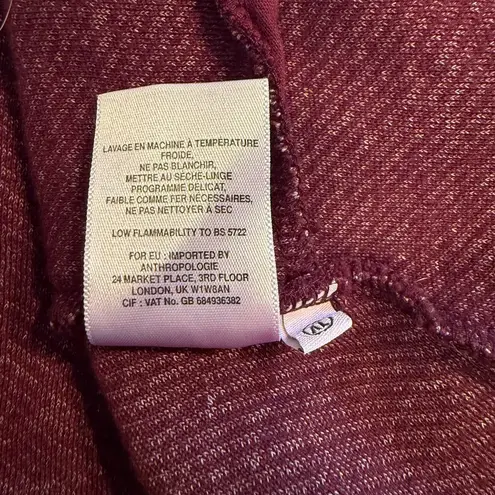 LAVAGE EN MACHINE À TEMPÉRATURE
FROIDE,
NE PAS BLANCHIR,
METTRE AU SÈCHE-LINGE
PROGRAMME DELICAT,
FAIBLE COMME FER NÉCESSAIRES,
NE PAS NETTOYER À SEC
LOW FLAMMABILITY TO BS 5722
FOR EU : IMPORTED BY
ANTHROPOLOGIE
24 MARKET PLACE, 3RD FLOOR
LONDON, UK W1W8AN
CIF : VAT No. GB 684936382